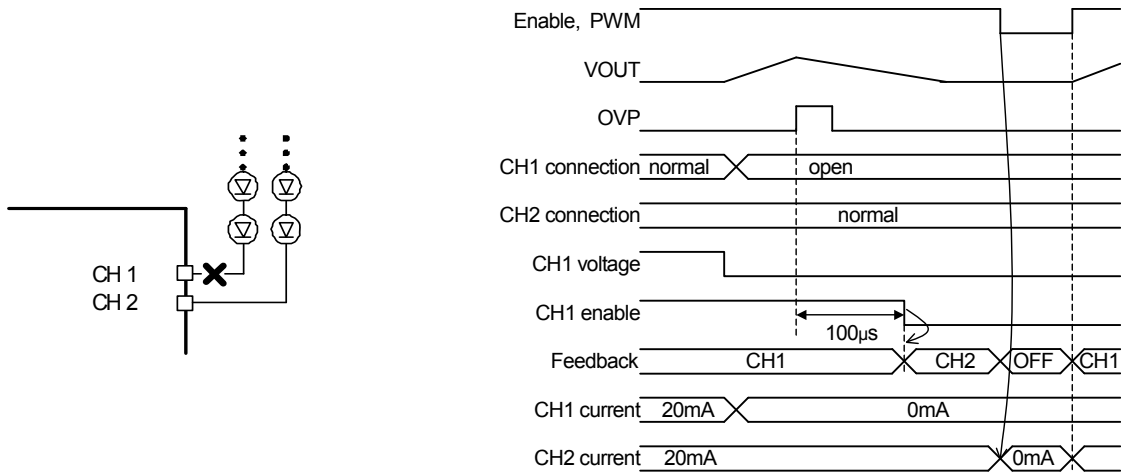 CH 1
CH 2
Enable, PWM
VOUT
OVP
CH1 connection normal open
CH2 connection normal
CH1 voltage
CH1 enable
100µs
Feedback CH1 CH2 OFF CH1
CH1 current 20mA 0mA
CH2 current 20mA 0mA